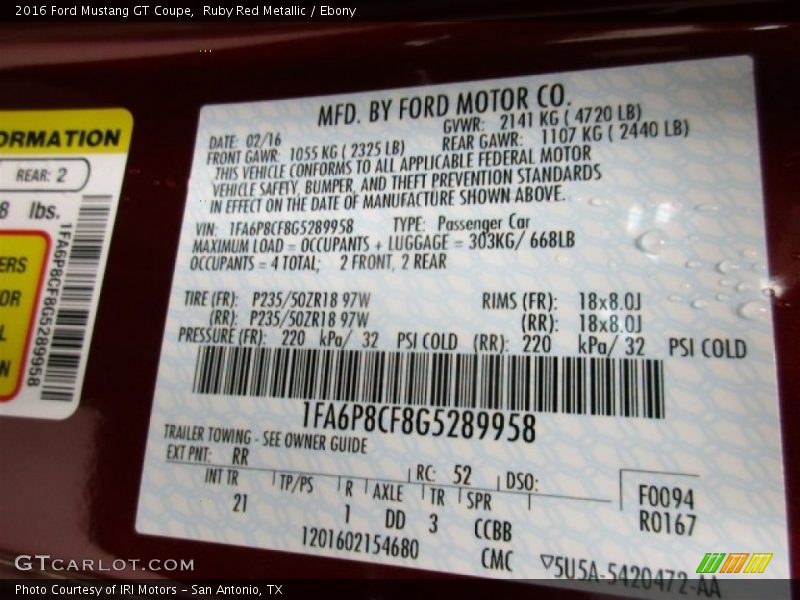 2016 Ford Mustang GT Coupe, Ruby Red Metallic / Ebony
ORMATION
REAR: 2
8 lbs.
ERS
OR
L
N
1FA6P8CF8G5289958
MFD. BY FORD MOTOR CO.
DATE: 02/16 GVWR: 2141 KG ( 4720 LB)
FRONT GAWR: 1055 KG ( 2325 LB) REAR GAWR: 1107 KG ( 2440 LB)
THIS VEHICLE CONFORMS TO ALL APPLICABLE FEDERAL MOTOR
VEHICLE SAFETY, BUMPER, AND THEFT PREVENTION STANDARDS
IN EFFECT ON THE DATE OF MANUFACTURE SHOWN ABOVE.
VIN: 1FA6P8CF8G5289958 TYPE: Passenger Car
MAXIMUM LOAD = OCCUPANTS + LUGGAGE = 303KG/ 668LB
OCCUPANTS = 4 TOTAL; 2 FRONT, 2 REAR
TIRE (FR): P235/50ZR18 97W RIMS (FR): 18x8.0J
(RR): P235/50ZR18 97W (RR): 18x8.0J
PRESSURE (FR): 220 kPa/ 32 PSI COLD (RR): 220 kPa/ 32 PSI COLD
1FA6P8CF8G5289958
TRAILER TOWING - SEE OWNER GUIDE
EXT PNT: RR RC: 52 DSO:
INT TR TP/PS R AXLE TR SPR
21 1 DD 3 CCBB
F0094
R0167
1201602154680 CMC ▽5U5A-5420472-AA
GTCARLOT.COM
Photo Courtesy of IRI Motors – San Antonio, TX